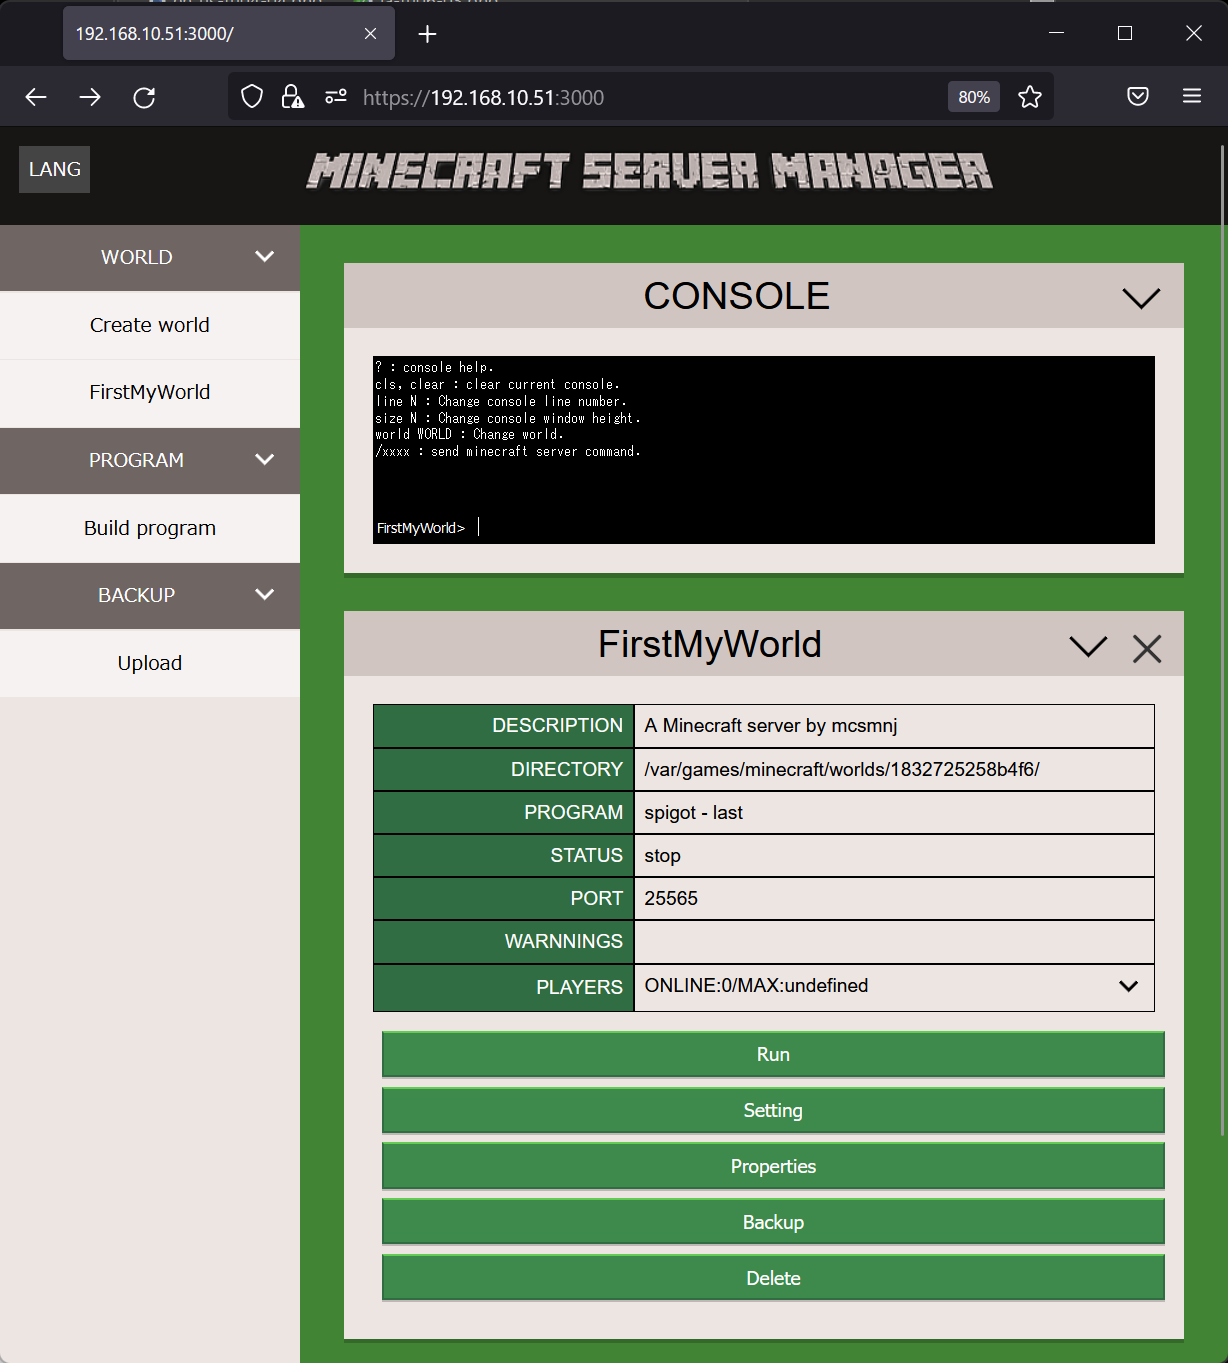 192.168.10.51:3000/
https://192.168.10.51:3000
80%
LANG
MINECRAFT SERVER MANAGER
WORLD
Create world
FirstMyWorld
PROGRAM
Build program
BACKUP
Upload
CONSOLE
? : console help.
cls, clear : clear current console.
line N : Change console line number.
size N : Change console window height.
world WORLD : Change world.
/xxxx : send minecraft server command.
FirstMyWorld>
FirstMyWorld
DESCRIPTION A Minecraft server by mcsmnj
DIRECTORY /var/games/minecraft/worlds/1832725258b4f6/
PROGRAM spigot - last
STATUS stop
PORT 25565
WARNNINGS
PLAYERS ONLINE:0/MAX:undefined
Run
Setting
Properties
Backup
Delete